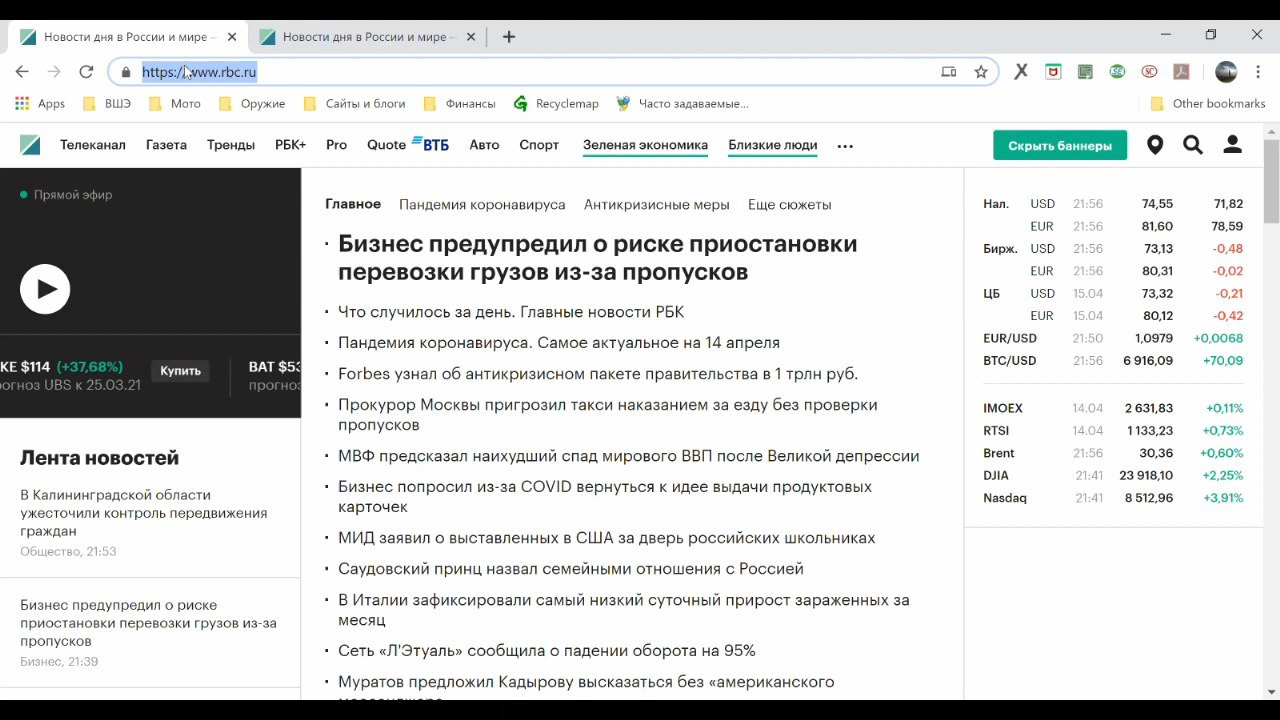 Новости дня в России и мире –
Новости дня в России и мире –
https://www.rbc.ru
Apps
ВШЭ
Мото
Оружие
Сайты и блоги
Финансы
Recyclemap
Часто задаваемые...
Other bookmarks
Телеканал
Газета
Тренды
РБК+
Pro
Quote
ВТБ
Авто
Спорт
Зеленая экономика
Близкие люди
Скрыть баннеры
Прямой эфир
KE $114 (+37,68%)
Купить
огноз UBS к 25.03.21
BAT $53
прогноз
Лента новостей
В Калининградской области
ужесточили контроль передвижения
граждан
Общество, 21:53
Бизнес предупредил о риске
приостановки перевозки грузов из-за
пропусков
Бизнес, 21:39
Главное
Пандемия коронавируса
Антикризисные меры
Еще сюжеты
· Бизнес предупредил о риске приостановки
перевозки грузов из-за пропусков
· Что случилось за день. Главные новости РБК
· Пандемия коронавируса. Самое актуальное на 14 апреля
· Forbes узнал об антикризисном пакете правительства в 1 трлн руб.
· Прокурор Москвы пригрозил такси наказанием за езду без проверки
пропусков
· МВФ предсказал наихудший спад мирового ВВП после Великой депрессии
· Бизнес попросил из-за COVID вернуться к идее выдачи продуктовых
карточек
· МИД заявил о выставленных в США за дверь российских школьниках
· Саудовский принц назвал семейными отношения с Россией
· В Италии зафиксировали самый низкий суточный прирост зараженных за
месяц
· Сеть «Л'Этуаль» сообщила о падении оборота на 95%
· Муратов предложил Кадырову высказаться без «американского
Нал. USD 21:56 74,55 71,82
EUR 21:56 81,60 78,59
Бирж. USD 21:56 73,13 -0,48
EUR 21:56 80,31 -0,02
ЦБ USD 15.04 73,32 -0,21
EUR 15.04 80,12 -0,42
EUR/USD 21:50 1,0979 +0,0068
BTC/USD 21:56 6 916,09 +70,09
IMOEX 14.04 2 631,83 +0,11%
RTSI 14.04 1 133,23 +0,73%
Brent 21:56 30,36 +0,60%
DJIA 21:41 23 918,10 +2,25%
Nasdaq 21:41 8 512,96 +3,91%